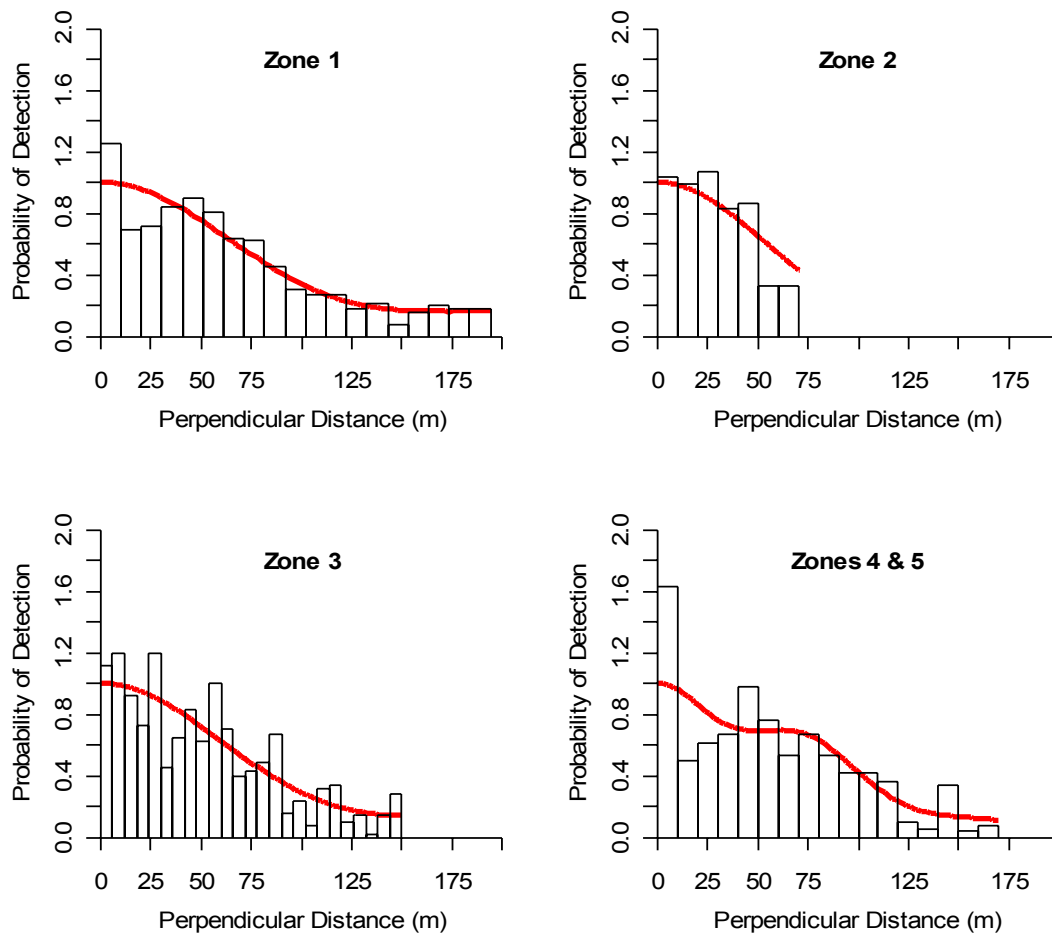 Zone 1
Probability of Detection
0.0 0.4 0.8 1.2 1.6 2.0
0 25 50 75 125 175
Perpendicular Distance (m)
Zone 2
Probability of Detection
0.0 0.4 0.8 1.2 1.6 2.0
0 25 50 75 125 175
Perpendicular Distance (m)
Zone 3
Probability of Detection
0.0 0.4 0.8 1.2 1.6 2.0
0 25 50 75 125 175
Perpendicular Distance (m)
Zones 4 & 5
Probability of Detection
0.0 0.4 0.8 1.2 1.6 2.0
0 25 50 75 125 175
Perpendicular Distance (m)